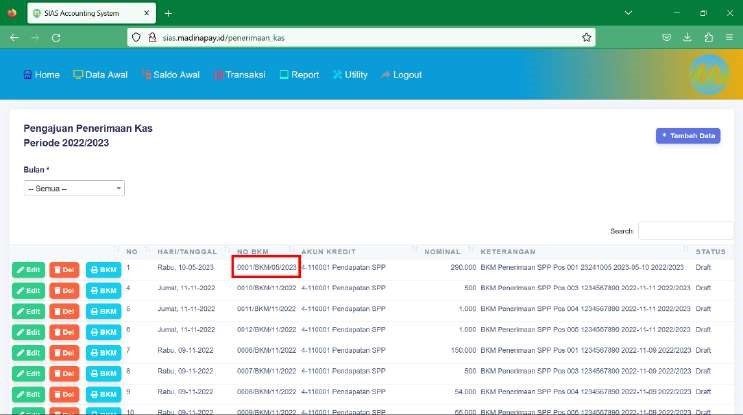 SIAS Accounting System
sias.madinapay.id/penerimaan_kas
Home Data Awal Saldo Awal Transaksi Report Utility Logout
Pengajuan Penerimaan Kas
Periode 2022/2023
+ Tambah Data
Bulan *
-- Semua --
Search:
NO HARI/TANGGAL NO BKM AKUN KREDIT NOMINAL KETERANGAN STATUS
Edit Del BKM 1 Rabu, 10-05-2023 0001/BKM/05/2023 4-110001 Pendapatan SPP 290.000 BKM Penerimaan SPP Pos 001 23241005 2023-05-10 2022/2023 Draft
Edit Del BKM 4 Jumat, 11-11-2022 0010/BKM/11/2022 4-110001 Pendapatan SPP 500 BKM Penerimaan SPP Pos 003 1234567890 2022-11-11 2022/2023 Draft
Edit Del BKM 5 Jumat, 11-11-2022 0011/BKM/11/2022 4-110001 Pendapatan SPP 1.000 BKM Penerimaan SPP Pos 004 1234567890 2022-11-11 2022/2023 Draft
Edit Del BKM 6 Jumat, 11-11-2022 0012/BKM/11/2022 4-110001 Pendapatan SPP 1.000 BKM Penerimaan SPP Pos 006 1234567890 2022-11-11 2022/2023 Draft
Edit Del BKM 7 Rabu, 09-11-2022 0006/BKM/11/2022 4-110001 Pendapatan SPP 150.000 BKM Penerimaan SPP Pos 001 1234567890 2022-11-09 2022/2023 Draft
Edit Del BKM 8 Rabu, 09-11-2022 0007/BKM/11/2022 4-110001 Pendapatan SPP 500 BKM Penerimaan SPP Pos 003 1234567890 2022-11-09 2022/2023 Draft
Edit Del BKM 9 Rabu, 09-11-2022 0008/BKM/11/2022 4-110001 Pendapatan SPP 54.000 BKM Penerimaan SPP Pos 004 1234567890 2022-11-09 2022/2023 Draft
Edit Del BKM 10 Rabu, 09-11-2022 0009/BKM/11/2022 4-110001 Pendapatan SPP 56.000 BKM Penerimaan SPP Pos 006 1234567890 2022-11-09 2022/2023 Draft